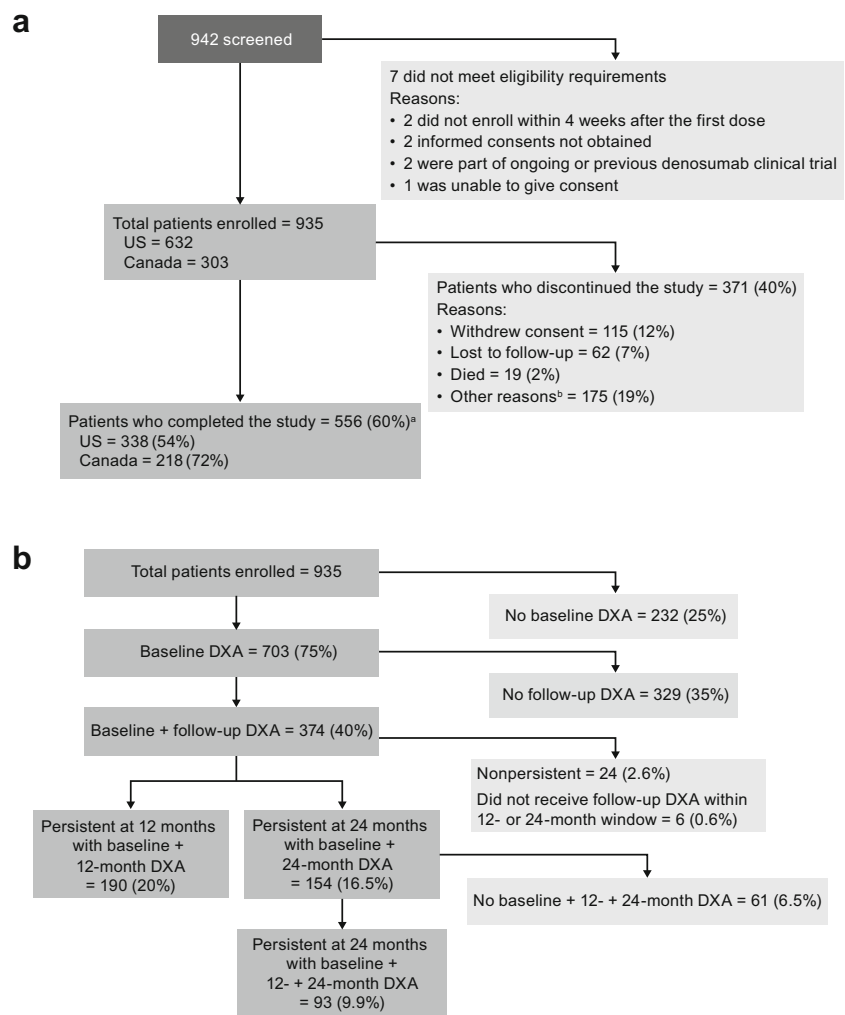 a
942 screened
7 did not meet eligibility requirements
Reasons:
• 2 did not enroll within 4 weeks after the first dose
• 2 informed consents not obtained
• 2 were part of ongoing or previous denosumab clinical trial
• 1 was unable to give consent
Total patients enrolled = 935
US = 632
Canada = 303
Patients who discontinued the study = 371 (40%)
Reasons:
• Withdrew consent = 115 (12%)
• Lost to follow-up = 62 (7%)
• Died = 19 (2%)
• Other reasonsᵇ = 175 (19%)
Patients who completed the study = 556 (60%)ᵃ
US = 338 (54%)
Canada = 218 (72%)
b
Total patients enrolled = 935
No baseline DXA = 232 (25%)
Baseline DXA = 703 (75%)
No follow-up DXA = 329 (35%)
Baseline + follow-up DXA = 374 (40%)
Nonpersistent = 24 (2.6%)
Did not receive follow-up DXA within
12- or 24-month window = 6 (0.6%)
Persistent at 12 months
with baseline +
12-month DXA
= 190 (20%)
Persistent at 24 months
with baseline +
24-month DXA
= 154 (16.5%)
No baseline + 12- + 24-month DXA = 61 (6.5%)
Persistent at 24 months
with baseline +
12- + 24-month DXA
= 93 (9.9%)